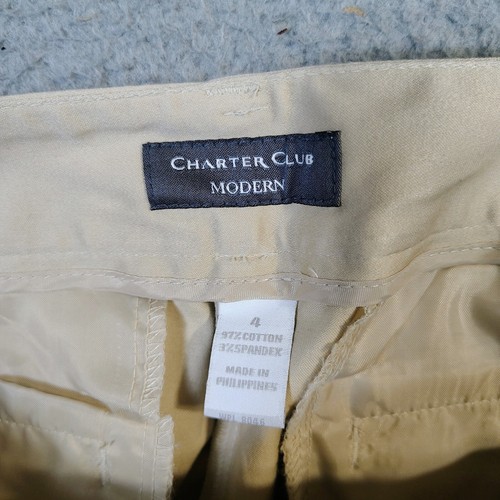 CHARTER CLUB
MODERN
4
97% COTTON
3% SPANDEX
MADE IN
PHILIPPINES